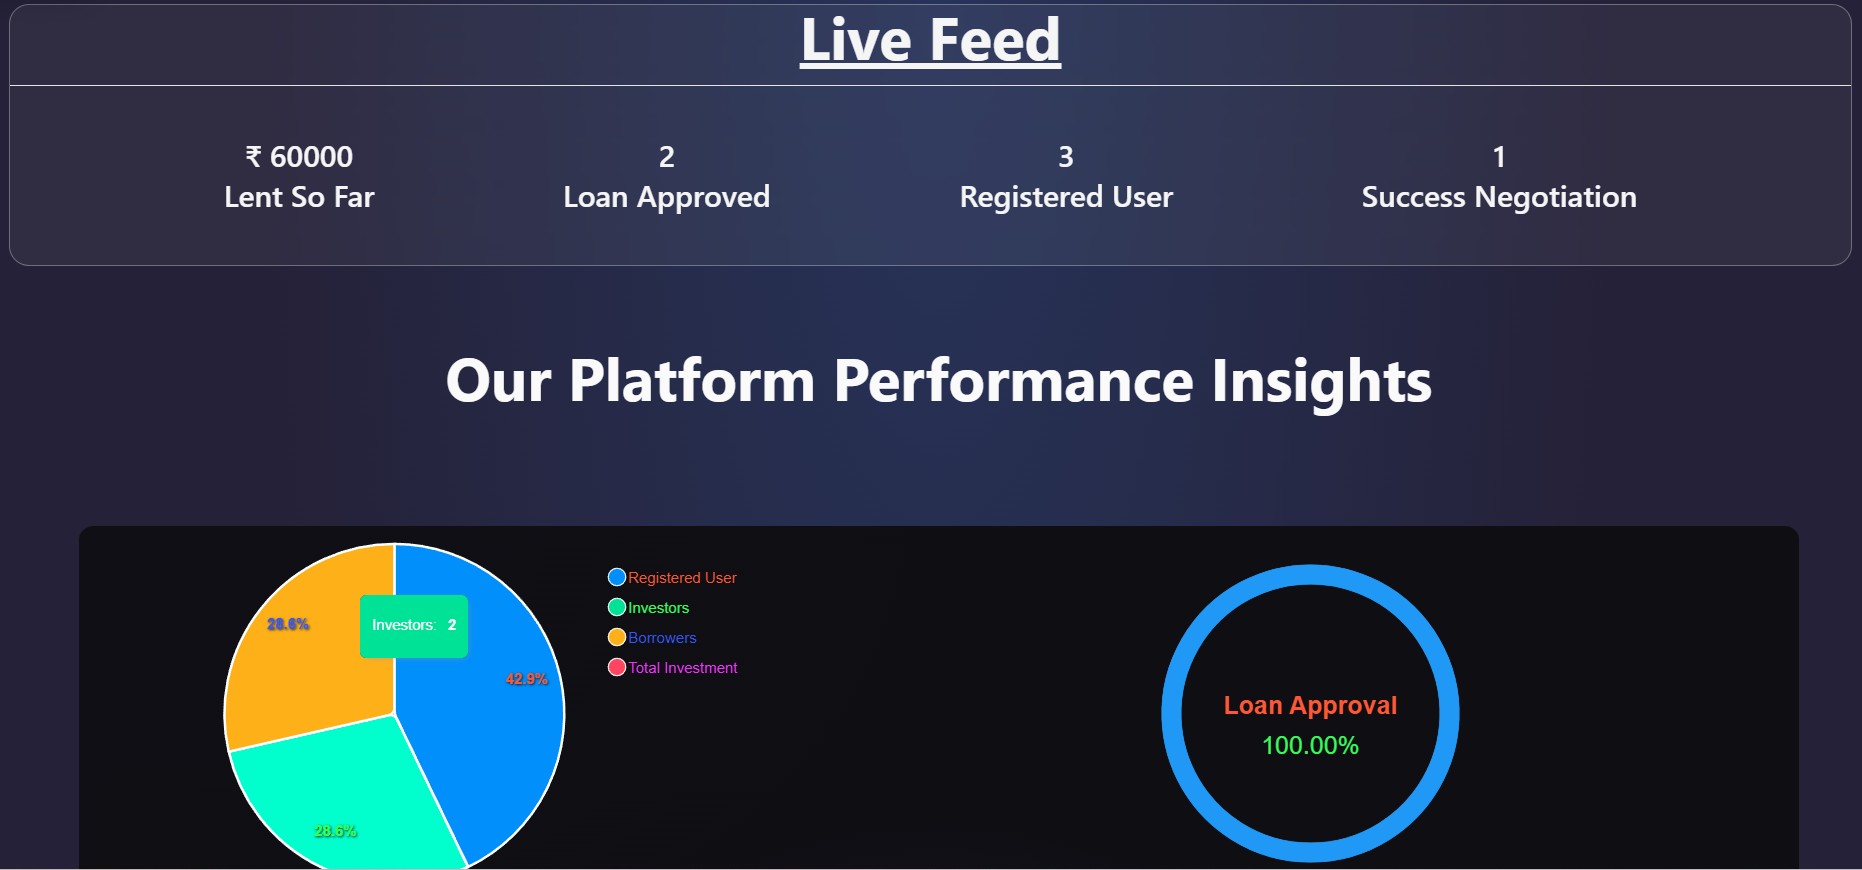 Live Feed
₹ 60000
Lent So Far
2
Loan Approved
3
Registered User
1
Success Negotiation
Our Platform Performance Insights
28.6%
Investors: 2
42.9%
28.6%
Registered User
Investors
Borrowers
Total Investment
Loan Approval
100.00%